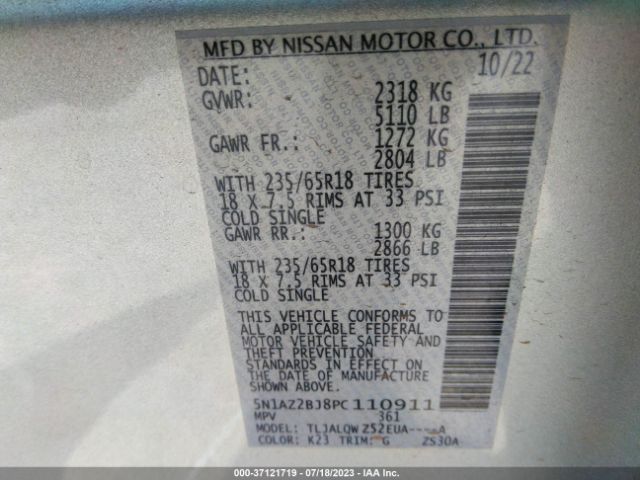 MFD BY NISSAN MOTOR CO., LTD.
DATE: 10/22
GVWR: 2318 KG
5110 LB
GAWR FR.: 1272 KG
2804 LB
WITH 235/65R18 TIRES
18 X 7.5 RIMS AT 33 PSI
COLD SINGLE
GAWR RR.: 1300 KG
2866 LB
WITH 235/65R18 TIRES
18 X 7.5 RIMS AT 33 PSI
COLD SINGLE
THIS VEHICLE CONFORMS TO
ALL APPLICABLE FEDERAL
MOTOR VEHICLE SAFETY AND
THEFT PREVENTION
STANDARDS IN EFFECT ON
THE DATE OF MANUFACTURE
SHOWN ABOVE.
5N1AZ2BJ8PC110911
MPV 361
MODEL: TLJALQW Z52EUA----A
COLOR: K23 TRIM: G ZS30A
000-37121719 / 07/18/2023 - IAA Inc.